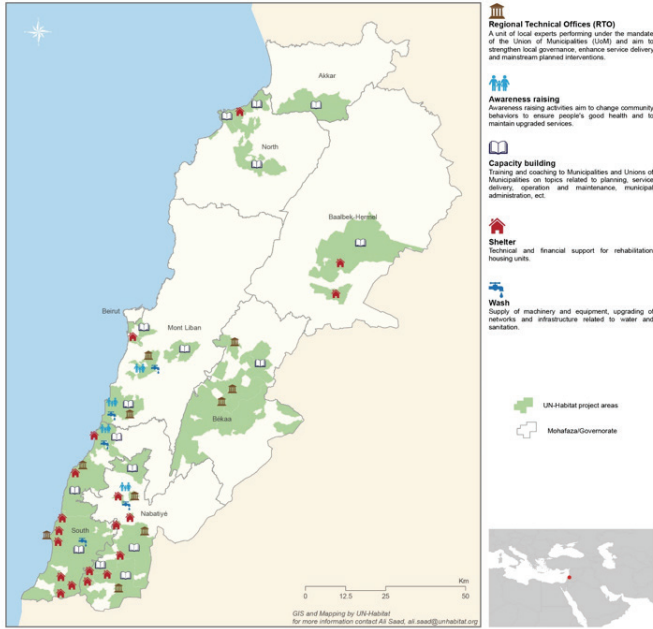 Akkar
North
Baalbek-Hermel
Beirut
Mont Liban
Bekaa
Nabatiyé
South
Km
0 12.5 25 50
GIS and Mapping by UN-Habitat
for more information contact Ali Saad, ali.saad@unhabitat.org
Regional Technical Offices (RTO)
A unit of local experts performing under the mandate
of the Union of Municipalities (UoM) and aim to
strengthen local governance, enhance service delivery
and mainstream planned interventions.
Awareness raising
Awareness raising activities aim to change community
behaviors to ensure people's good health and to
maintain upgraded services.
Capacity building
Training and coaching to Municipalities and Unions of
Municipalities on topics related to planning, service
delivery, operation and maintenance, municipal
administration, ect.
Shelter
Technical and financial support for rehabilitation
housing units.
Wash
Supply of machinery and equipment, upgrading of
networks and infrastructure related to water and
sanitation.
UN-Habitat project areas
Mohafaza/Governorate